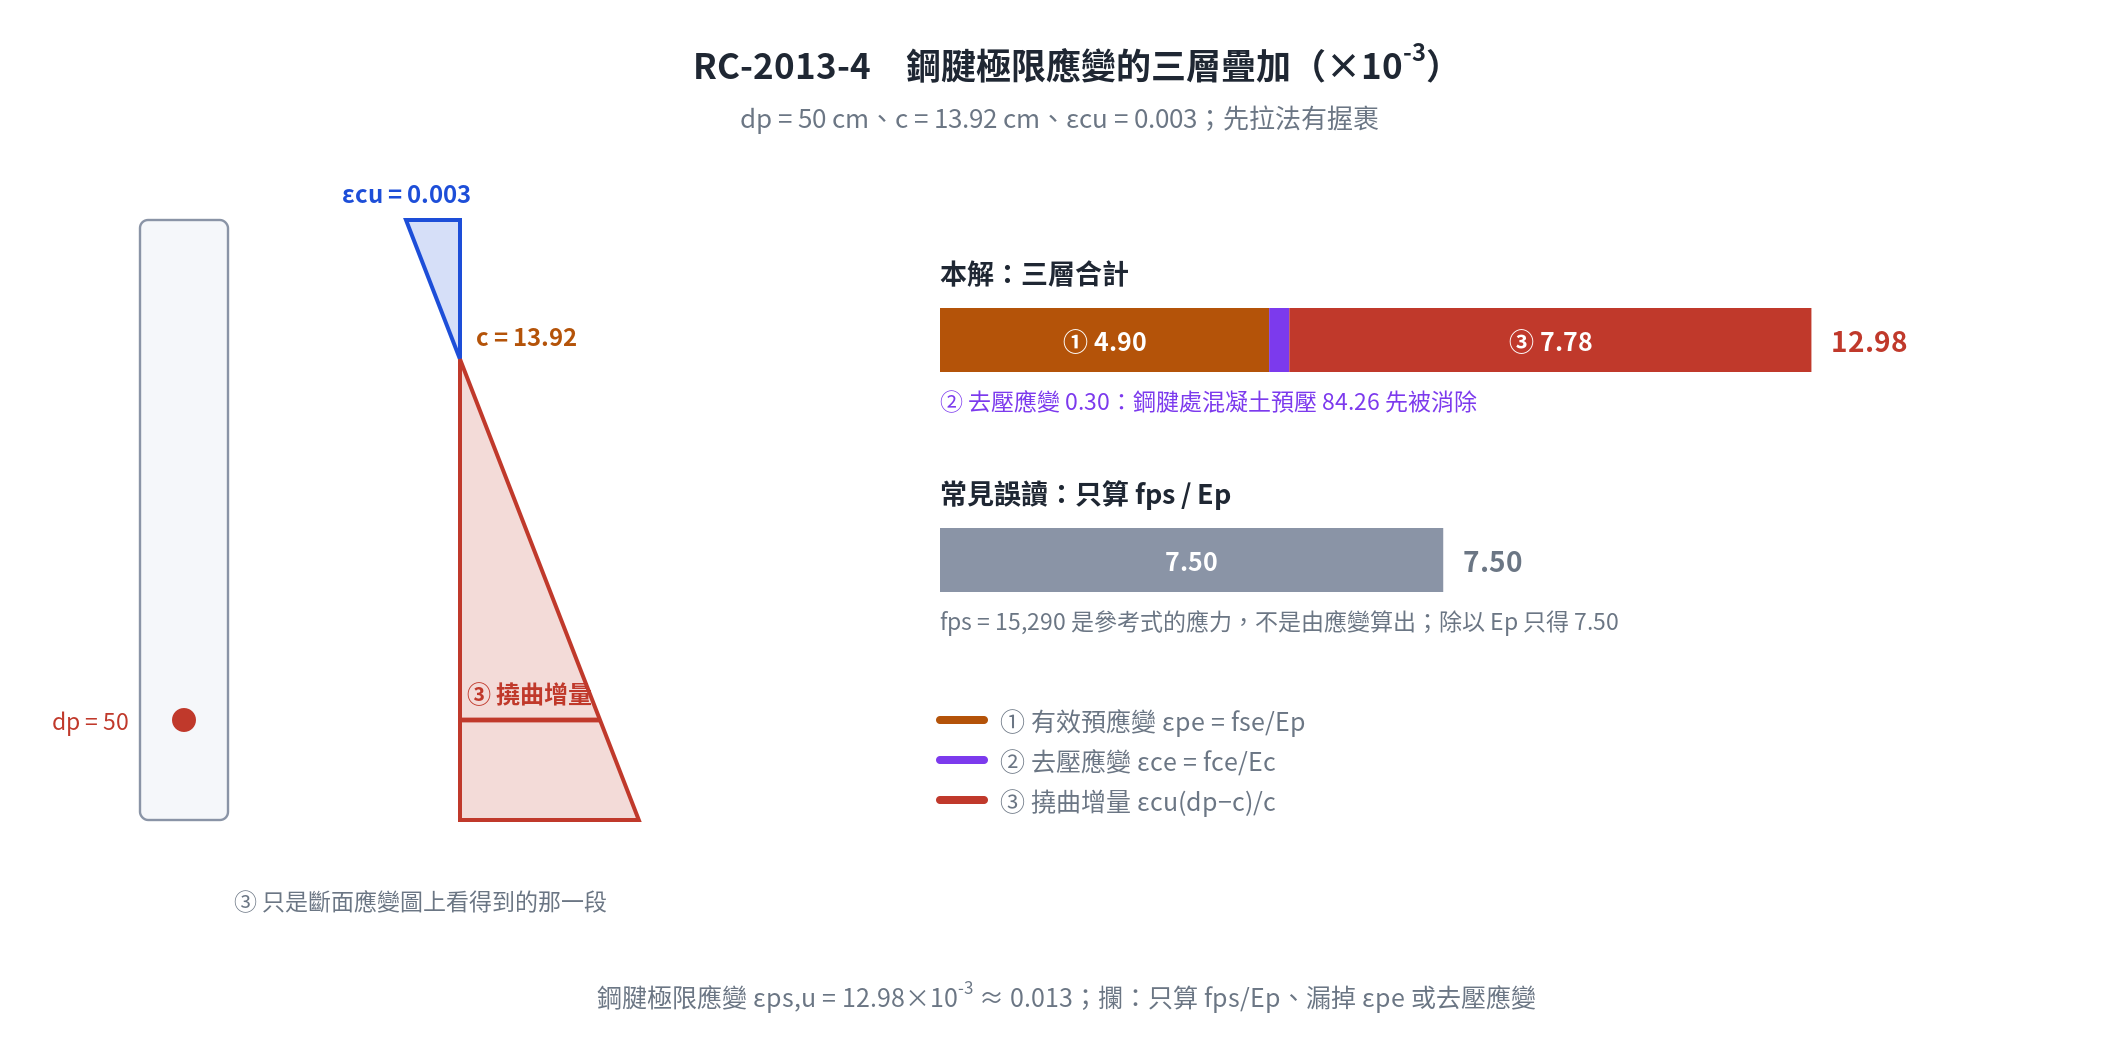 RC-2013-4　鋼腱極限應變的三層疊加（×10⁻³）
dp = 50 cm、c = 13.92 cm、εcu = 0.003；先拉法有握裹
εcu = 0.003
c = 13.92
③ 撓曲增量
dp = 50
③ 只是斷面應變圖上看得到的那一段
本解：三層合計
① 4.90
③ 7.78
12.98
② 去壓應變 0.30：鋼腱處混凝土預壓 84.26 先被消除
常見誤讀：只算 fps / Ep
7.50
7.50
fps = 15,290 是參考式的應力，不是由應變算出；除以 Ep 只得 7.50
① 有效預應變 εpe = fse/Ep
② 去壓應變 εce = fce/Ec
③ 撓曲增量 εcu(dp−c)/c
鋼腱極限應變 εps,u = 12.98×10⁻³ ≈ 0.013；攔：只算 fps/Ep、漏掉 εpe 或去壓應變